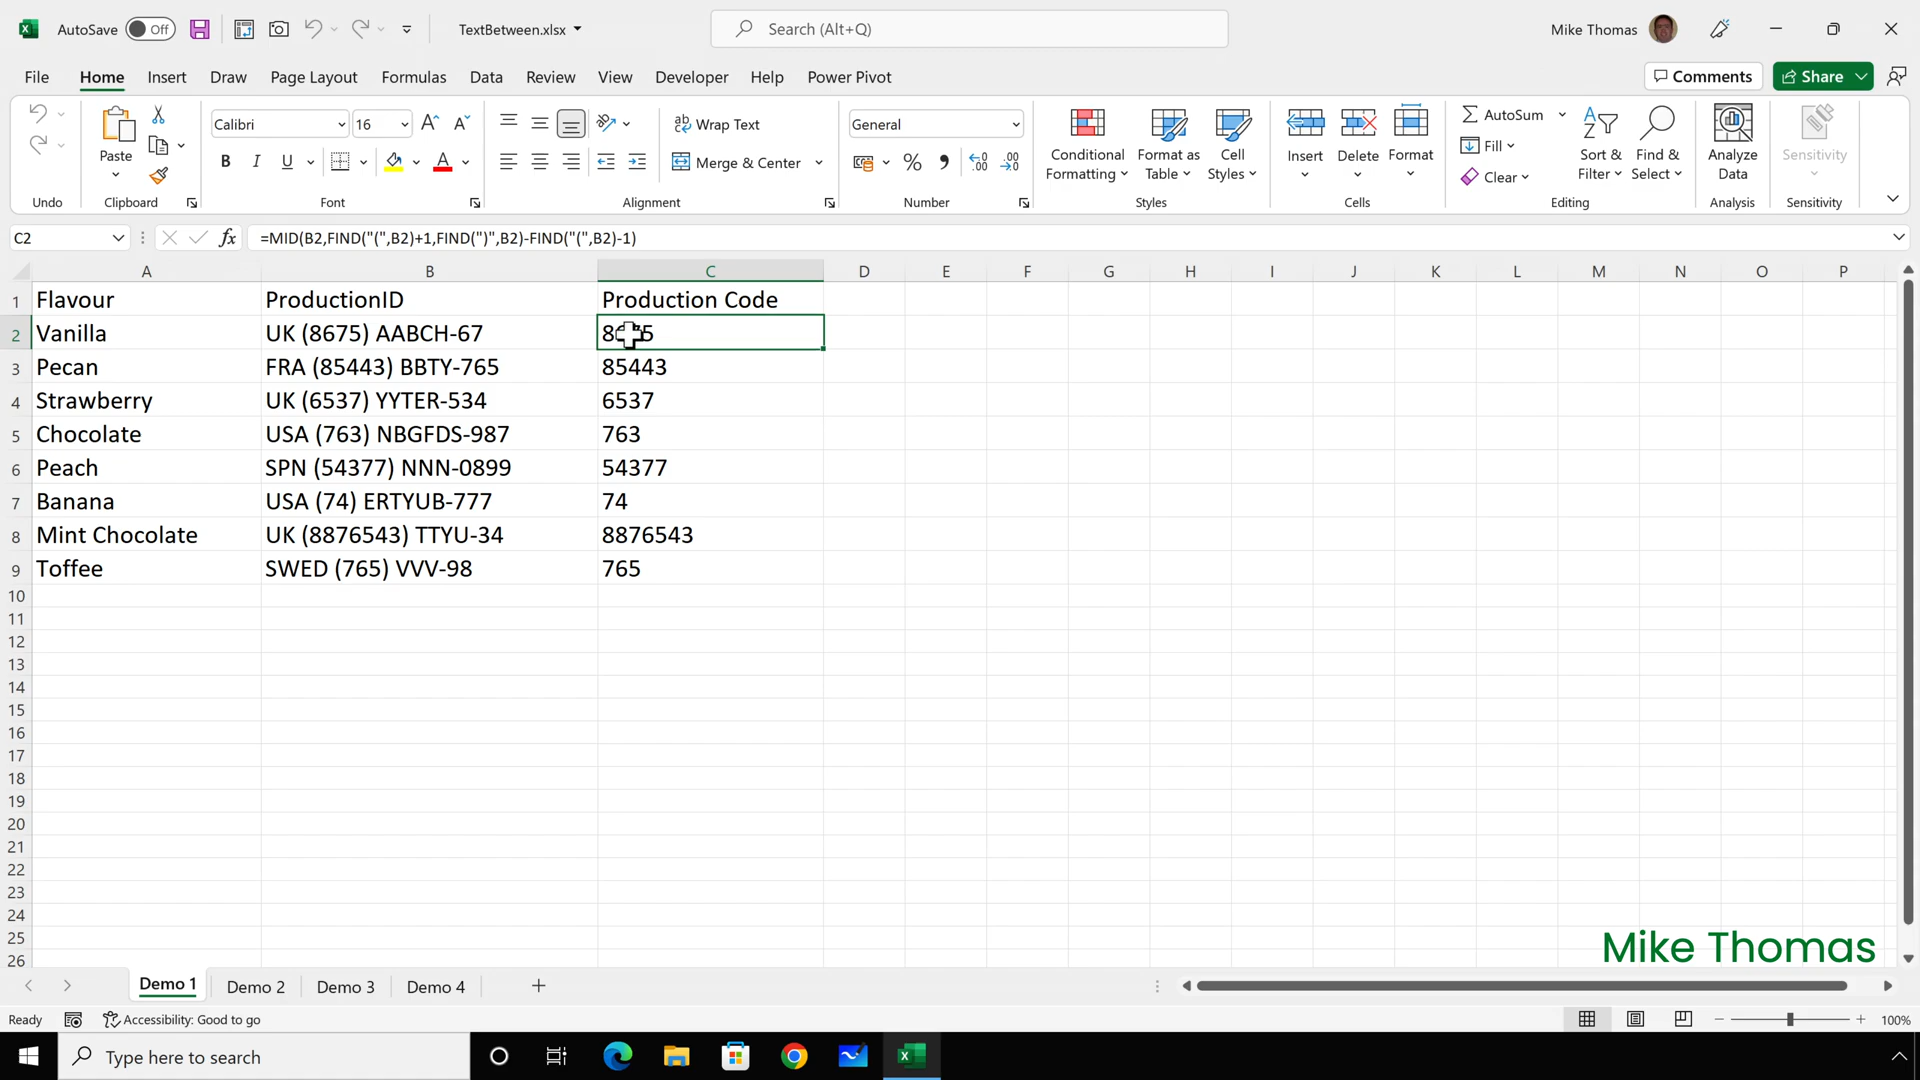 AutoSave Off TextBetween.xlsx Search (Alt+Q) Mike Thomas
File Home Insert Draw Page Layout Formulas Data Review View Developer Help Power Pivot Comments Share
Calibri 16 Wrap Text General AutoSum
Fill
Paste B I U Merge & Center % Conditional Formatting Format as Table Cell Styles Insert Delete Format Clear Sort & Filter Find & Select Analyze Data Sensitivity
Undo Clipboard Font Alignment Number Styles Cells Editing Analysis Sensitivity
C2 fx =MID(B2,FIND("(",B2)+1,FIND(")",B2)-FIND("(",B2)-1)
A B C D E F G H I J K L M N O P
1 Flavour ProductionID Production Code
2 Vanilla UK (8675) AABCH-67
3 Pecan FRA (85443) BBTY-765 85443
4 Strawberry UK (6537) YYTER-534 6537
5 Chocolate USA (763) NBGFDS-987 763
6 Peach SPN (54377) NNN-0899 54377
7 Banana USA (74) ERTYUB-777 74
8 Mint Chocolate UK (8876543) TTYU-34 8876543
9 Toffee SWED (765) VVV-98 765
10
11
12
13
14
15
16
17
18
19
20
21
22
23
24
25
26
Mike Thomas
Demo 1 Demo 2 Demo 3 Demo 4
Ready Accessibility: Good to go 100%
Type here to search